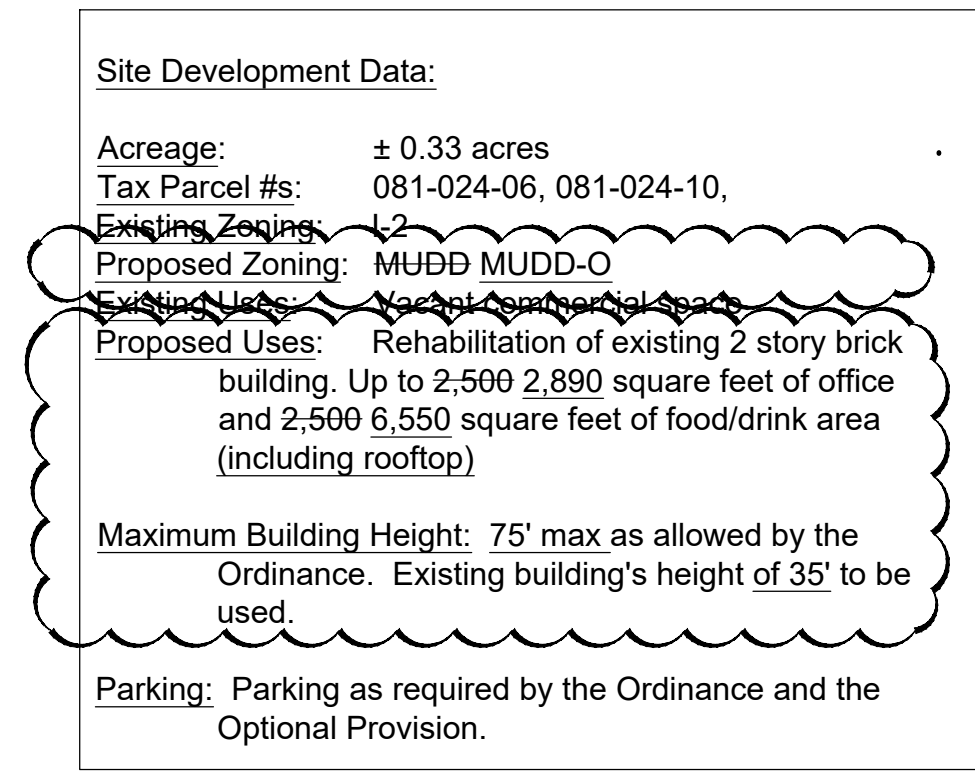 Site Development Data:
Acreage: ± 0.33 acres
Tax Parcel #s: 081-024-06, 081-024-10,
Existing Zoning: I-2
Proposed Zoning: MUDD MUDD-O
Existing Uses: Vacant commercial space
Proposed Uses: Rehabilitation of existing 2 story brick
building. Up to 2,500 2,890 square feet of office
and 2,500 6,550 square feet of food/drink area
(including rooftop)
Maximum Building Height: 75' max as allowed by the
Ordinance. Existing building's height of 35' to be
used.
Parking: Parking as required by the Ordinance and the
Optional Provision.